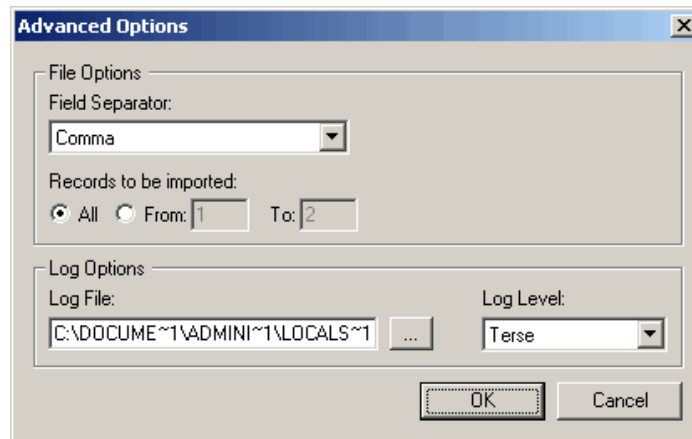 Advanced Options
File Options
Field Separator:
Comma
Records to be imported:
All From: 1 To: 2
Log Options
Log File: Log Level:
C:\DOCUME~1\ADMINI~1\LOCALS~1 ... Terse
OK Cancel